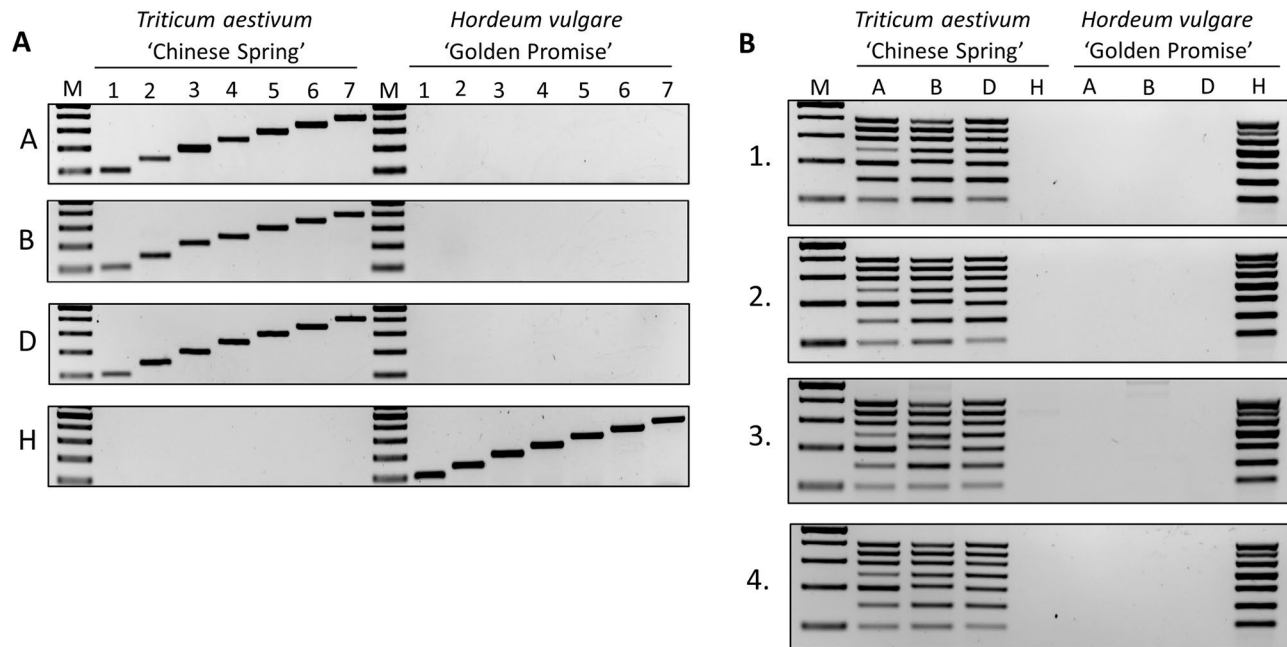 A
Triticum aestivum
'Chinese Spring'
Hordeum vulgare
'Golden Promise'
M 1 2 3 4 5 6 7 M 1 2 3 4 5 6 7
A
B
D
H
B
Triticum aestivum
'Chinese Spring'
Hordeum vulgare
'Golden Promise'
M A B D H A B D H
1.
2.
3.
4.